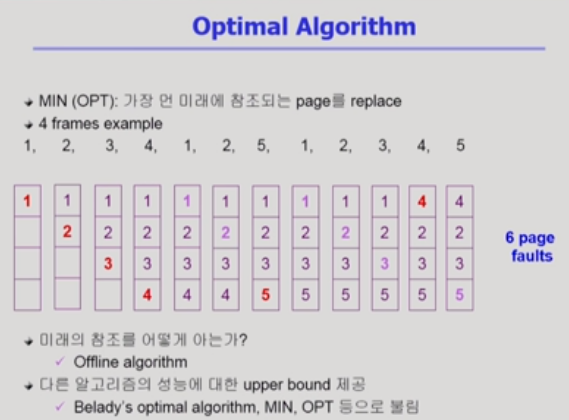 Optimal Algorithm
MIN (OPT): 가장 먼 미래에 참조되는 page를 replace
4 frames example
1, 2, 3, 4, 1, 2, 5, 1, 2, 3, 4, 5
1 1 1 1 1 1 1 1 1 1 4 4
2 2 2 2 2 2 2 2 2 2 2
3 3 3 3 3 3 3 3 3 3
4 4 4 5 5 5 5 5 5
6 page
faults
미래의 참조를 어떻게 아는가?
✓ Offline algorithm
다른 알고리즘의 성능에 대한 upper bound 제공
✓ Belady's optimal algorithm, MIN, OPT 등으로 불림